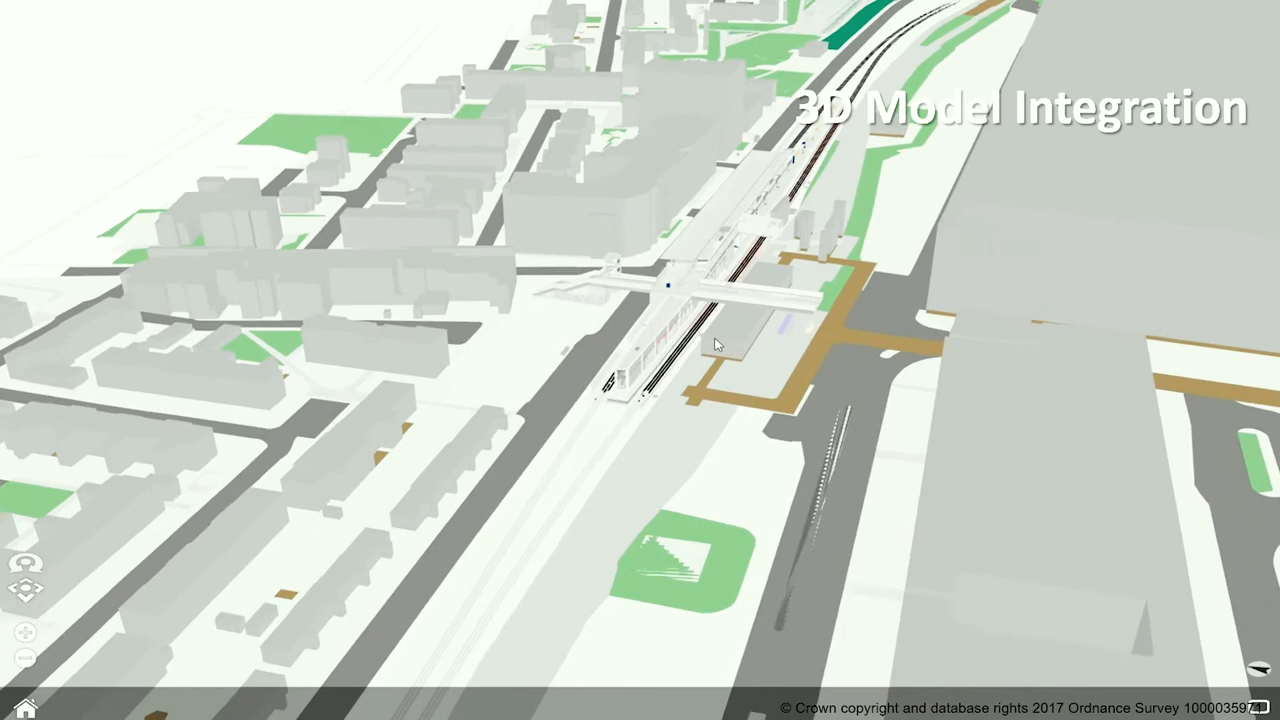 3D Model Integration
© Crown copyright and database rights 2017 Ordnance Survey 100003597